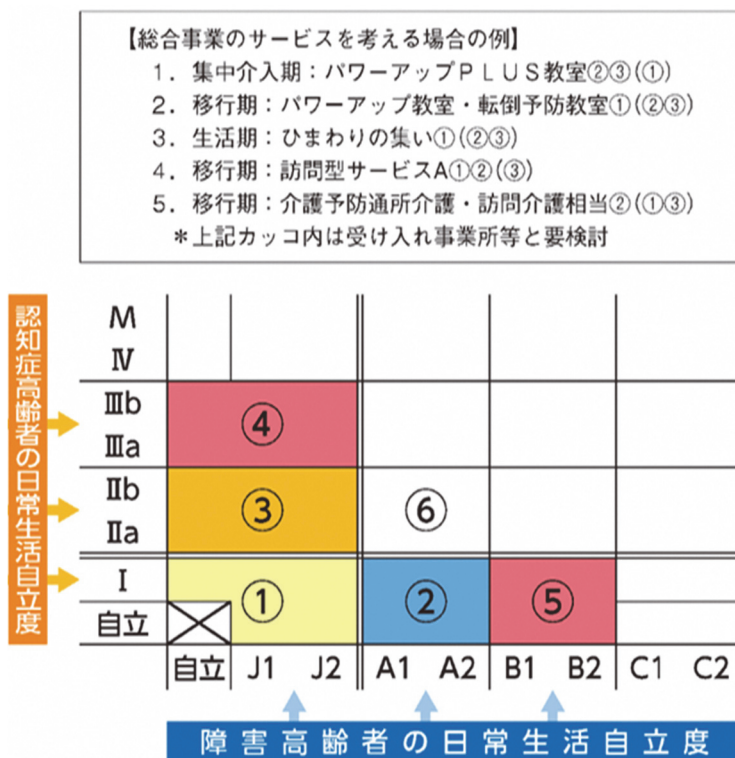 【総合事業のサービスを考える場合の例】
1．集中介入期：パワーアップＰＬＵＳ教室②③(①)
2．移行期：パワーアップ教室・転倒予防教室①(②③)
3．生活期：ひまわりの集い①(②③)
4．移行期：訪問型サービスA①②(③)
5．移行期：介護予防通所介護・訪問介護相当②(①③)
＊上記カッコ内は受け入れ事業所等と要検討
認知症高齢者の日常生活自立度
M
Ⅳ
Ⅲb
④
Ⅲa
Ⅱb
③ ⑥
Ⅱa
Ⅰ
① ② ⑤
自立
自立 J1 J2 A1 A2 B1 B2 C1 C2
障害高齢者の日常生活自立度